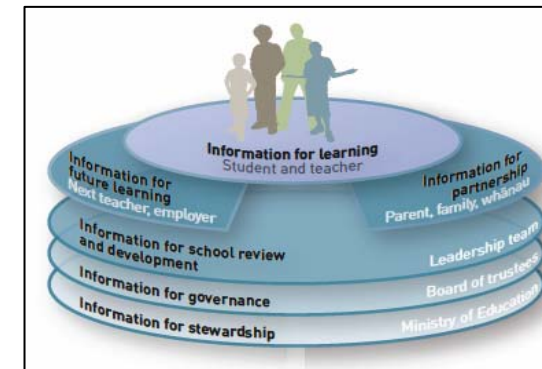 Information for learning
Student and teacher
Information for
future learning
Next teacher, employer
Information for
partnership
Parent, family, whānau
Information for school review
and development
Leadership team
Information for governance
Board of trustees
Information for stewardship
Ministry of Education